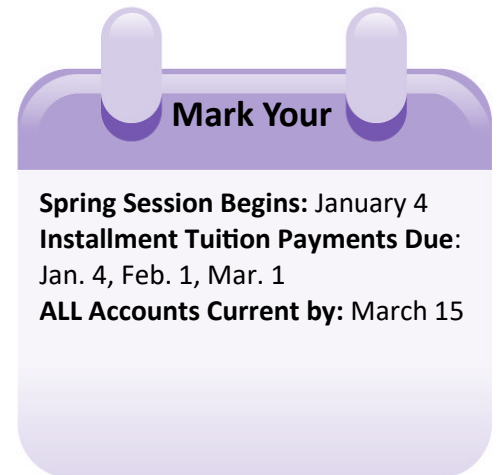 Mark Your
Spring Session Begins: January 4
Installment Tuition Payments Due:
Jan. 4, Feb. 1, Mar. 1
ALL Accounts Current by: March 15